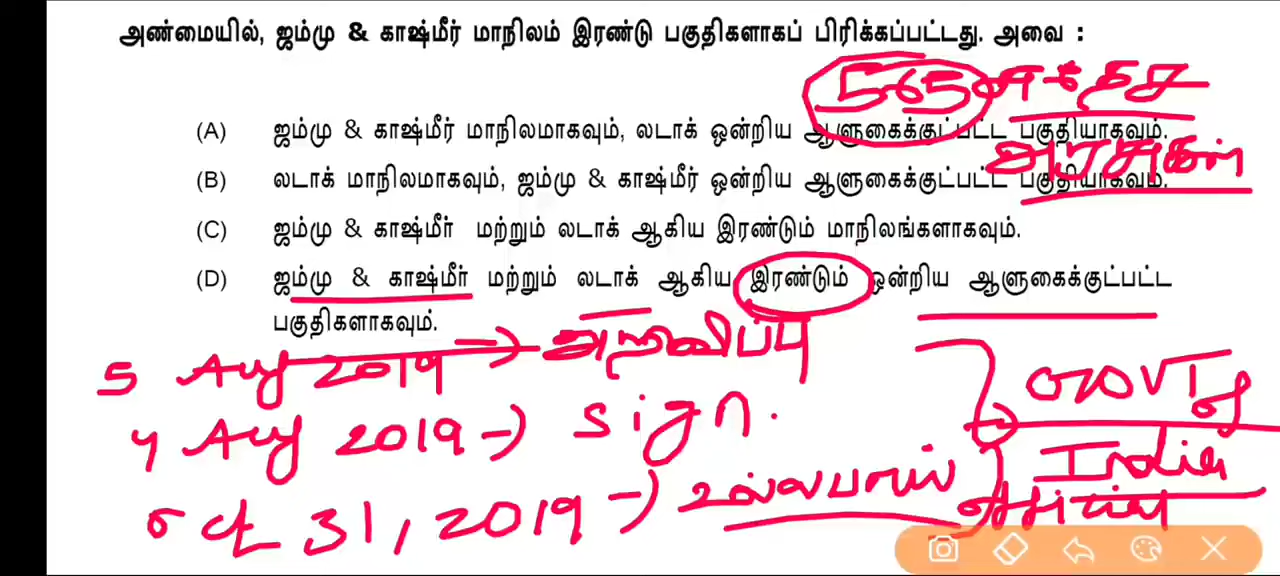 அண்மையில், ஜம்மு & காஷ்மீர் மாநிலம் இரண்டு பகுதிகளாகப் பிரிக்கப்பட்டது. அவை :
565
அரசுகள்
(A) ஜம்மு & காஷ்மீர் மாநிலமாகவும், லடாக் ஒன்றிய ஆளுகைக்குட்பட்ட பகுதியாகவும்.
(B) லடாக் மாநிலமாகவும், ஜம்மு & காஷ்மீர் ஒன்றிய ஆளுகைக்குட்பட்ட பகுதியாகவும்.
(C) ஜம்மு & காஷ்மீர் மற்றும் லடாக் ஆகிய இரண்டும் மாநிலங்களாகவும்.
(D) ஜம்மு & காஷ்மீர் மற்றும் லடாக் ஆகிய இரண்டும் ஒன்றிய ஆளுகைக்குட்பட்ட
பகுதிகளாகவும்.
5 Aug 2019 → அறிவிப்பு
Aug 2019 → sign.
Oct 31, 2019 →
GOVT of
India